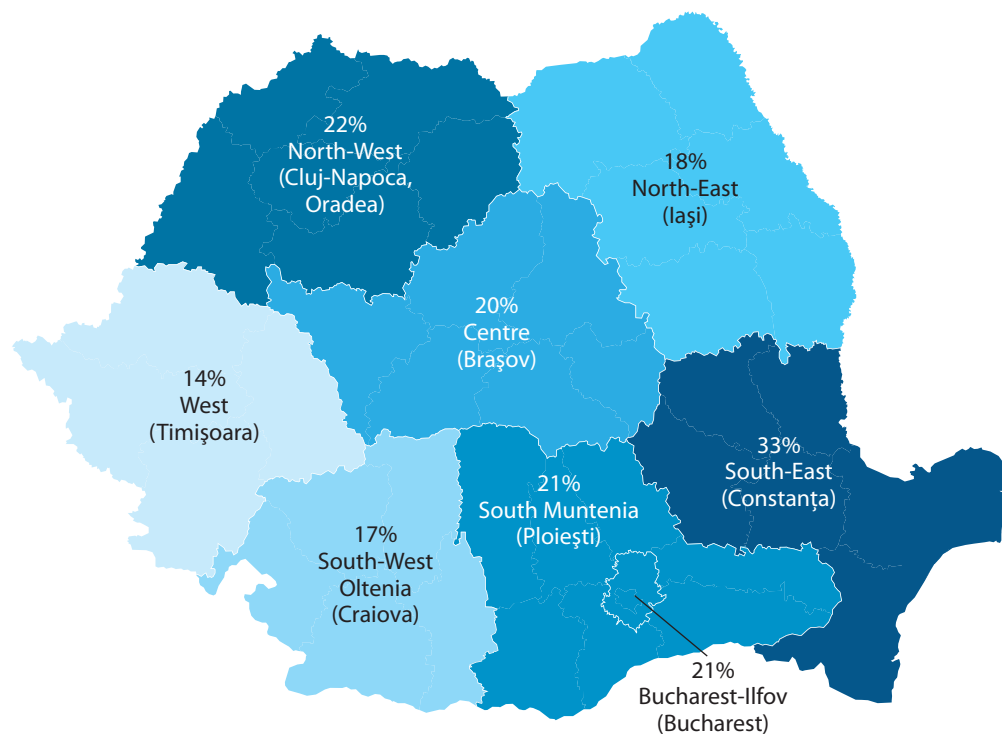 22%
North-West
(Cluj-Napoca,
Oradea)
18%
North-East
(Iaşi)
20%
Centre
(Braşov)
14%
West
(Timişoara)
33%
South-East
(Constanţa)
21%
South Muntenia
(Ploieşti)
17%
South-West
Oltenia
(Craiova)
21%
Bucharest-Ilfov
(Bucharest)